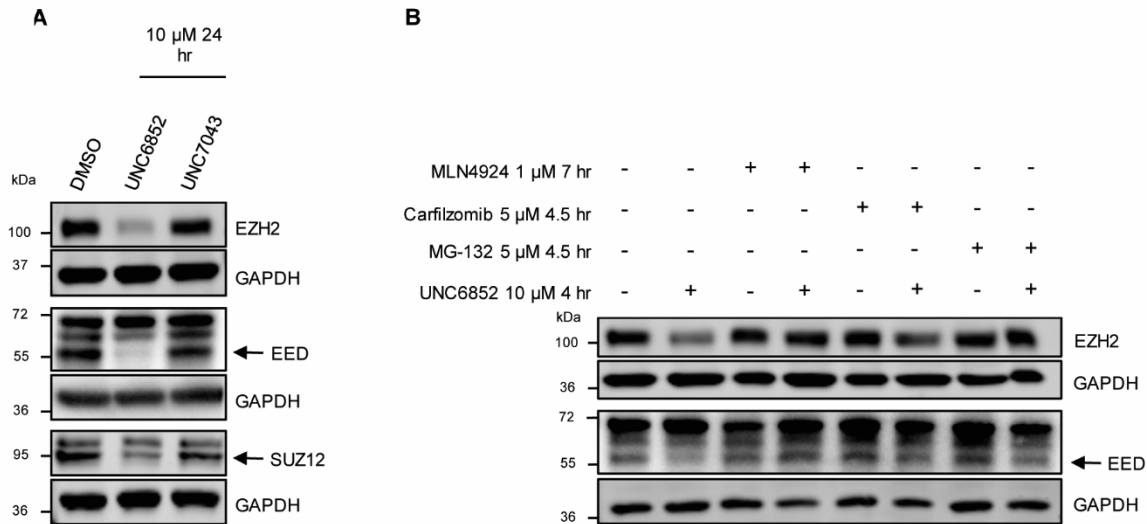 A
10 µM 24
hr
DMSO
UNC6852
UNC7043
kDa
100
EZH2
37
GAPDH
72
55
EED
36
GAPDH
95
SUZ12
36
GAPDH
B
MLN4924 1 µM 7 hr - - + + - - - -
Carfilzomib 5 µM 4.5 hr - - - - + + - -
MG-132 5 µM 4.5 hr - - - - - - + +
UNC6852 10 µM 4 hr - + - + - + - +
kDa
100
EZH2
36
GAPDH
72
55
EED
36
GAPDH